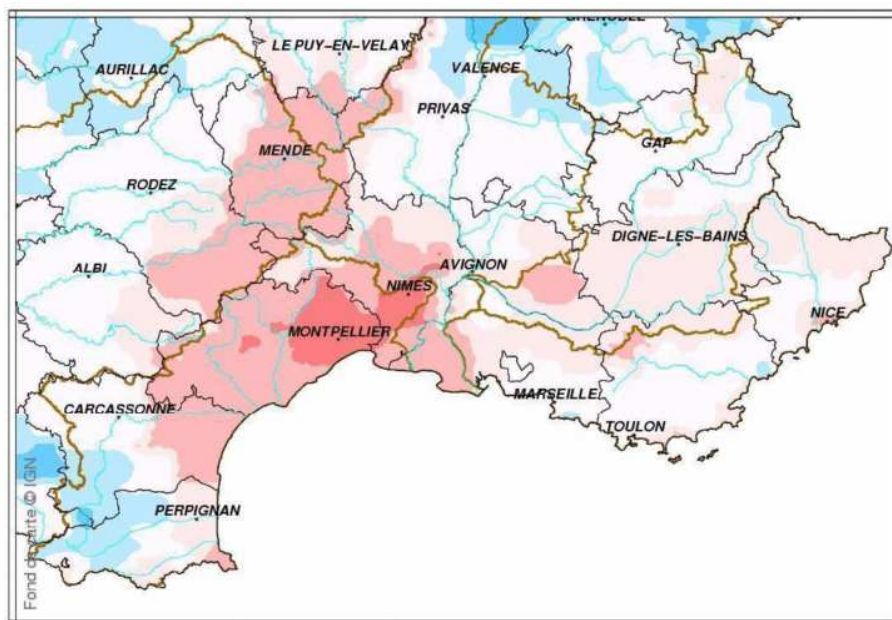 GRENOBLE
LE PUY-EN-VELAY
AURILLAC
VALENCE
PRIVAS
GAP
MENDE
RODEZ
DIGNE-LES-BAINS
ALBI
AVIGNON
NIMES
NICE
MONTPELLIER
MARSEILLE
CARCASSONNE
TOULON
PERPIGNAN
Fond de carte © IGN